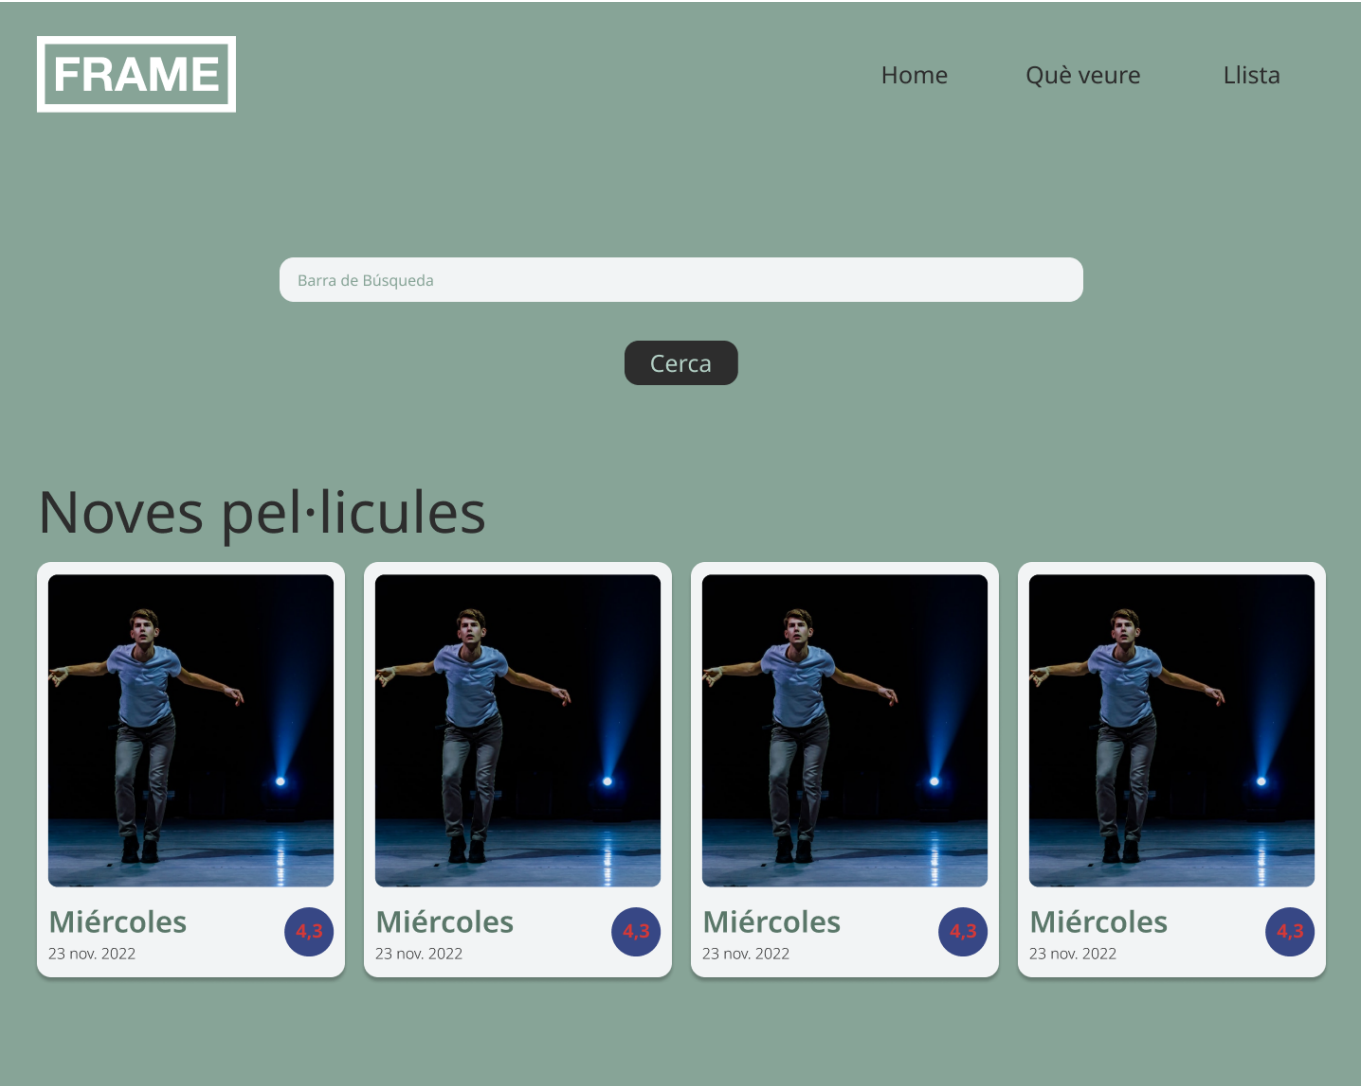 FRAME
Home Què veure Llista
Barra de Búsqueda
Cerca
Noves pel·licules
Miércoles
23 nov. 2022
4,3
Miércoles
23 nov. 2022
4,3
Miércoles
23 nov. 2022
4,3
Miércoles
23 nov. 2022
4,3